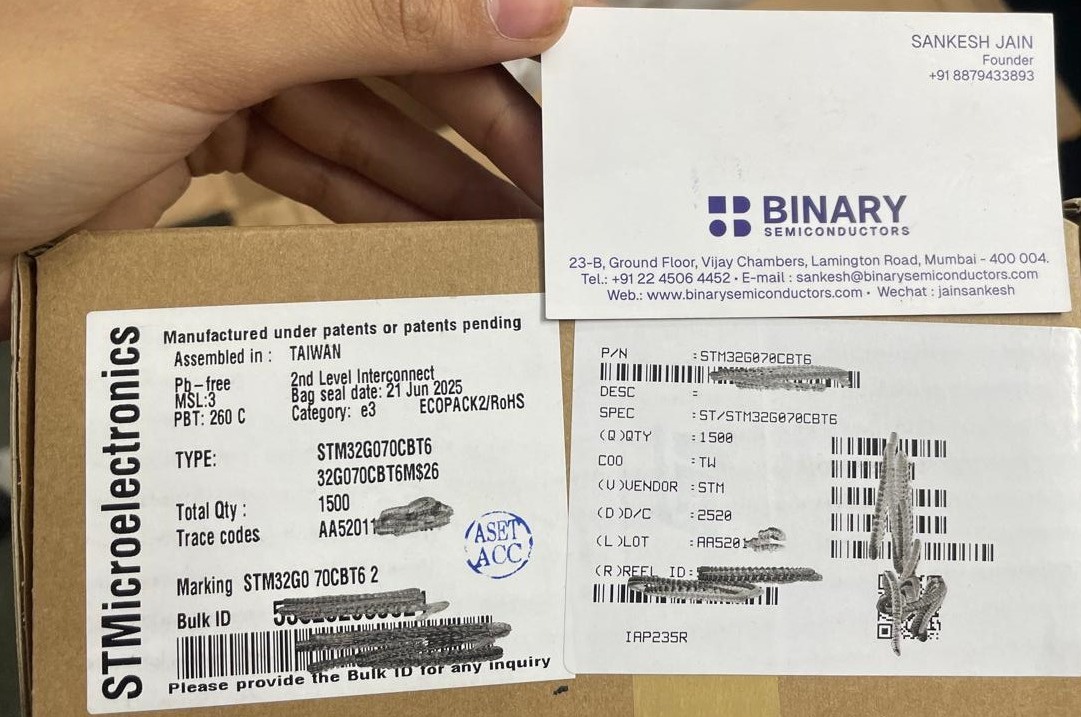 SANKESH JAIN
Founder
+91 8879433893
BINARY
SEMICONDUCTORS
23-B, Ground Floor, Vijay Chambers, Lamington Road, Mumbai - 400 004.
Tel.: +91 22 4506 4452 • E-mail : sankesh@binarysemiconductors.com
Web.: www.binarysemiconductors.com • Wechat : jainsankesh
STMicroelectronics
Manufactured under patents or patents pending
Assembled in : TAIWAN
Pb-free
MSL:3
PBT: 260 C
2nd Level Interconnect
Bag seal date: 21 Jun 2025
Category: e3 ECOPACK2/RoHS
TYPE: STM32G070CBT6
32G070CBT6M$26
Total Qty : 1500
Trace codes AA52011
ASET
ACC
Marking STM32G0 70CBT6 2
Bulk ID
Please provide the Bulk ID for any inquiry
P/N :STM32G070CBT6
DESC :
SPEC :ST/STM32G070CBT6
(Q)QTY :1500
COO :TW
(U)VENDOR :STM
(D)D/C :2520
(L)LOT :AA5201
(R)REEL ID:
IAP235R